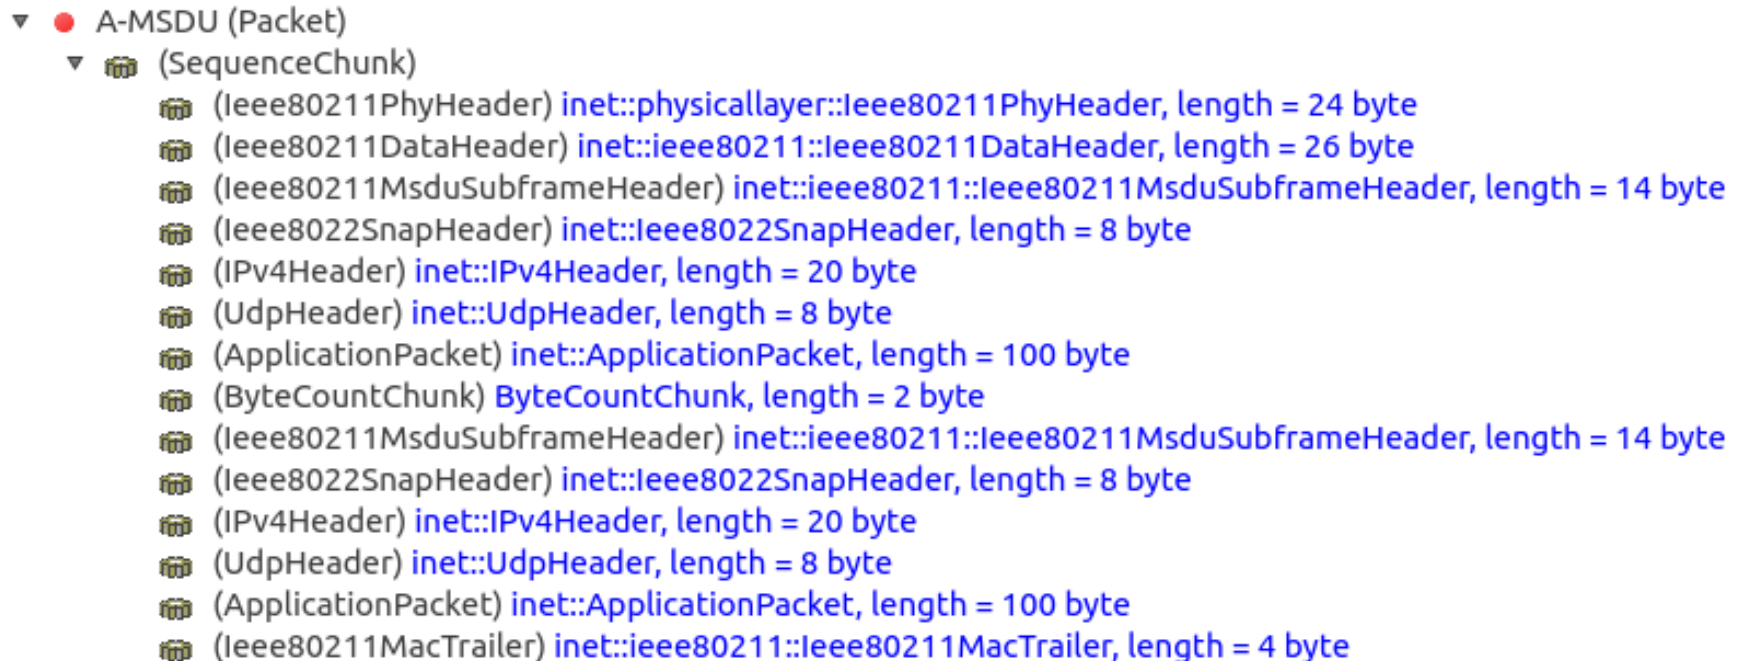 A-MSDU (Packet)
(SequenceChunk)
(Ieee80211PhyHeader) inet::physicallayer::Ieee80211PhyHeader, length = 24 byte
(Ieee80211DataHeader) inet::ieee80211::Ieee80211DataHeader, length = 26 byte
(Ieee80211MsduSubframeHeader) inet::ieee80211::Ieee80211MsduSubframeHeader, length = 14 byte
(Ieee8022SnapHeader) inet::Ieee8022SnapHeader, length = 8 byte
(IPv4Header) inet::IPv4Header, length = 20 byte
(UdpHeader) inet::UdpHeader, length = 8 byte
(ApplicationPacket) inet::ApplicationPacket, length = 100 byte
(ByteCountChunk) ByteCountChunk, length = 2 byte
(Ieee80211MsduSubframeHeader) inet::ieee80211::Ieee80211MsduSubframeHeader, length = 14 byte
(Ieee8022SnapHeader) inet::Ieee8022SnapHeader, length = 8 byte
(IPv4Header) inet::IPv4Header, length = 20 byte
(UdpHeader) inet::UdpHeader, length = 8 byte
(ApplicationPacket) inet::ApplicationPacket, length = 100 byte
(Ieee80211MacTrailer) inet::ieee80211::Ieee80211MacTrailer, length = 4 byte